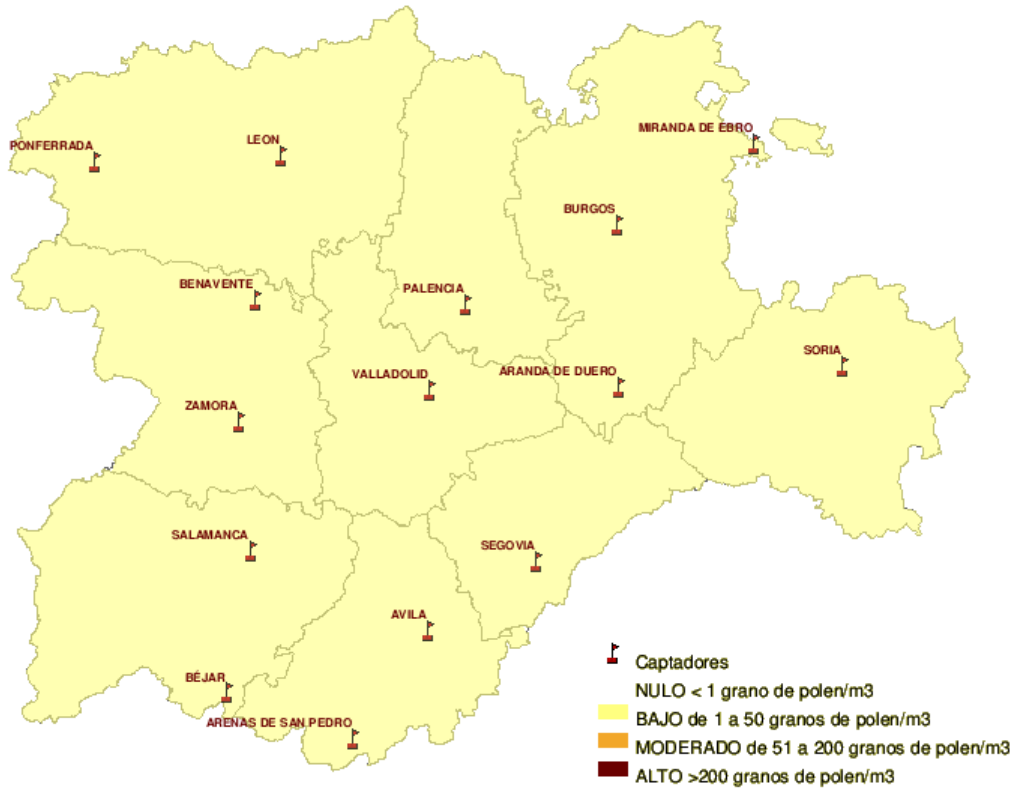 MIRANDA DE EBRO
PONFERRADA
LEON
BURGOS
BENAVENTE
PALENCIA
SORIA
VALLADOLID
ARANDA DE DUERO
ZAMORA
SALAMANCA
SEGOVIA
AVILA
BÉJAR
ARENAS DE SAN PEDRO
Captadores
NULO < 1 grano de polen/m3
BAJO de 1 a 50 granos de polen/m3
MODERADO de 51 a 200 granos de polen/m3
ALTO >200 granos de polen/m3